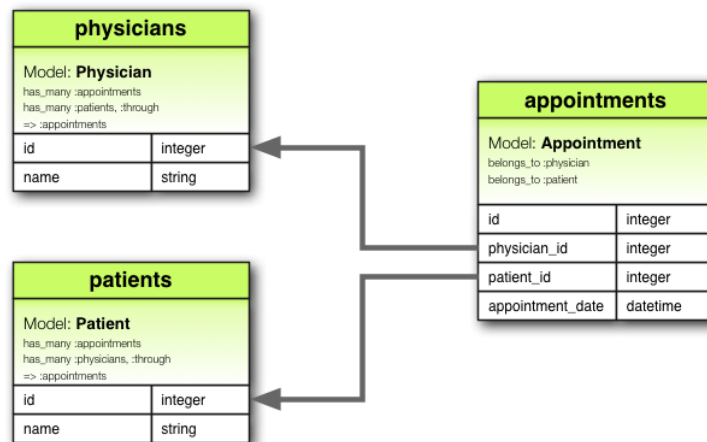 physicians
Model: Physician
has_many :appointments
has_many :patients, :through
=> :appointments
id integer
name string
appointments
Model: Appointment
belongs_to :physician
belongs_to :patient
id integer
physician_id integer
patient_id integer
appointment_date datetime
patients
Model: Patient
has_many :appointments
has_many :physicians, :through
=> :appointments
id integer
name string